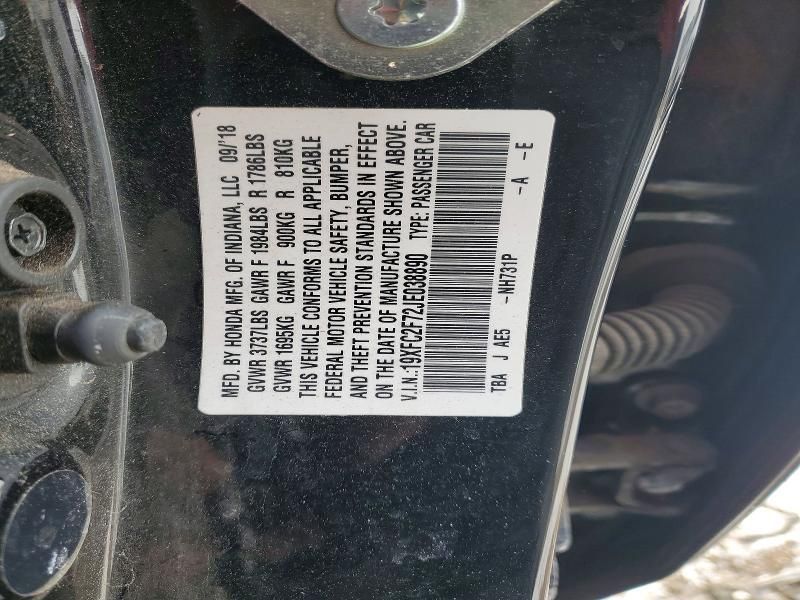 MFD. BY HONDA MFG. OF INDIANA, LLC 09/'18
GVWR 3737LBS GAWR F 1984LBS R 1786LBS
GVWR 1695KG GAWR F 900KG R 810KG
THIS VEHICLE CONFORMS TO ALL APPLICABLE
FEDERAL MOTOR VEHICLE SAFETY, BUMPER,
AND THEFT PREVENTION STANDARDS IN EFFECT
ON THE DATE OF MANUFACTURE SHOWN ABOVE.
V.I.N.:19XFC2F72JE038890 TYPE: PASSENGER CAR
TBA J AE5 -NH731P -A -E